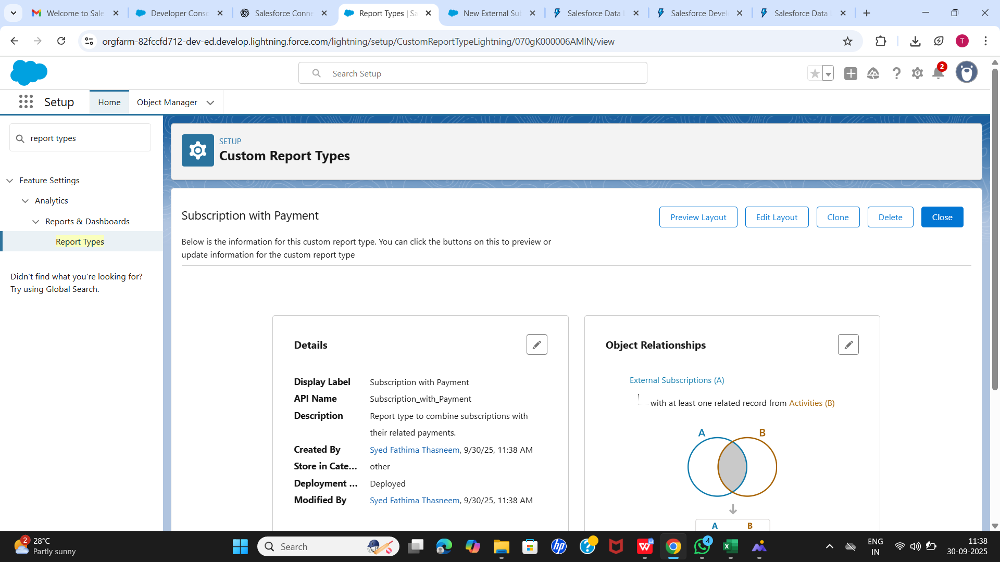 Welcome to Sale
Developer Consc
Salesforce Conne
Report Types | Sa
New External Sub
Salesforce Data L
Salesforce Devel
Salesforce Data L
orgfarm-82fccfd712-dev-ed.develop.lightning.force.com/lightning/setup/CustomReportTypeLightning/070gK000006AMlN/view
T
Search Setup
2
Setup
Home
Object Manager
report types
Feature Settings
Analytics
Reports & Dashboards
Report Types
Didn't find what you're looking for?
Try using Global Search.
SETUP
Custom Report Types
Subscription with Payment
Preview Layout
Edit Layout
Clone
Delete
Close
Below is the information for this custom report type. You can click the buttons on this to preview or
update information for the custom report type
Details
Display Label Subscription with Payment
API Name Subscription_with_Payment
Description Report type to combine subscriptions with
their related payments.
Created By Syed Fathima Thasneem, 9/30/25, 11:38 AM
Store in Cate... other
Deployment ... Deployed
Modified By Syed Fathima Thasneem, 9/30/25, 11:38 AM
Object Relationships
External Subscriptions (A)
with at least one related record from Activities (B)
A B
A B
2
28°C
Partly sunny
Search
4
ENG
IN
11:38
30-09-2025